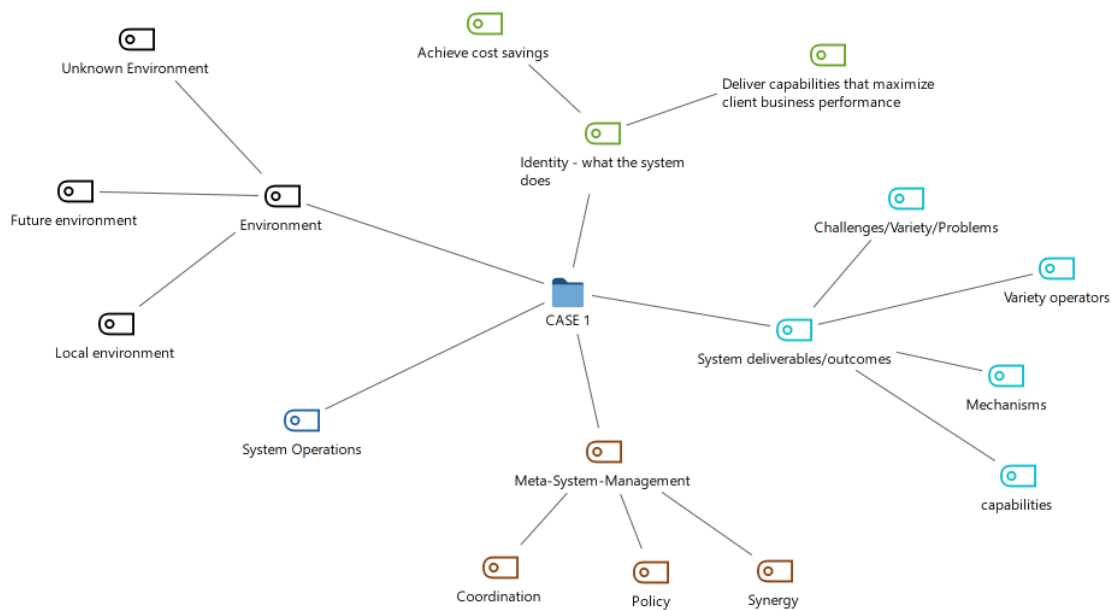 Achieve cost savings
Unknown Environment
Deliver capabilities that maximize
client business performance
Identity - what the system
does
Future environment
Environment
Challenges/Variety/Problems
Variety operators
CASE 1
Local environment
System deliverables/outcomes
Mechanisms
System Operations
Meta-System-Management
capabilities
Coordination
Policy
Synergy